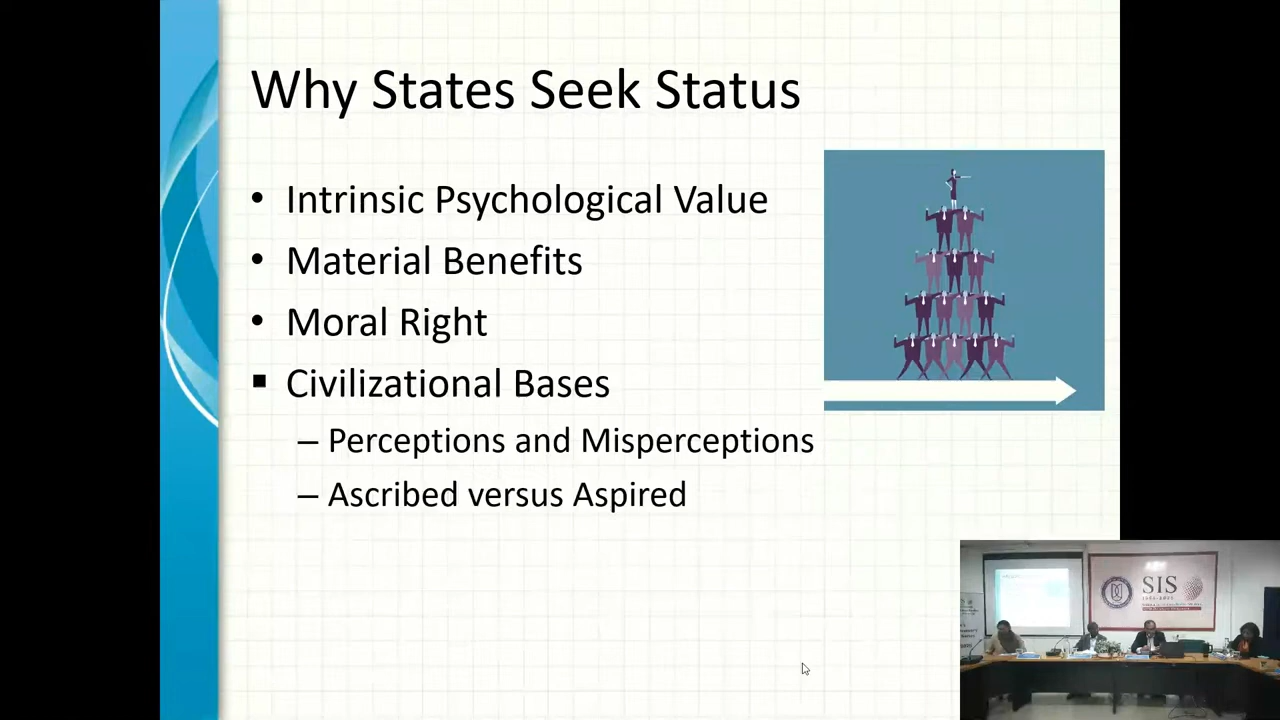 Why States Seek Status
• Intrinsic Psychological Value
• Material Benefits
• Moral Right
▪ Civilizational Bases
– Perceptions and Misperceptions
– Ascribed versus Aspired
SIS